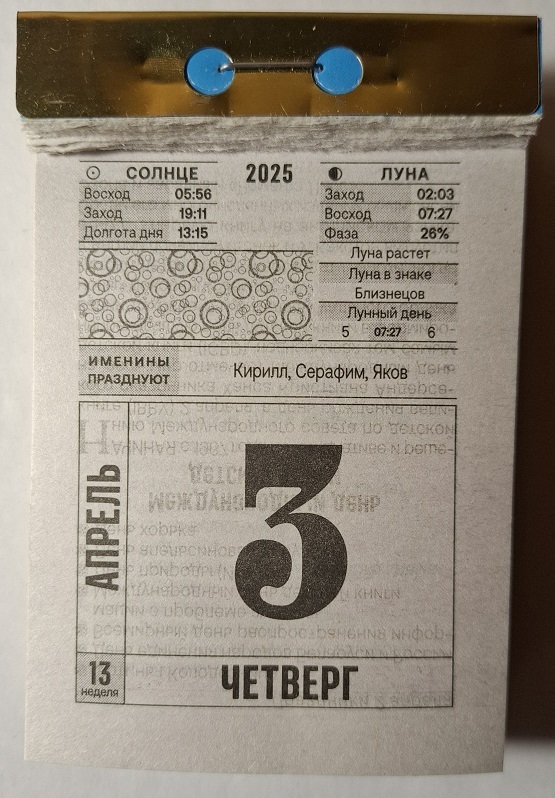 СОЛНЦЕ
Восход 05:56
Заход 19:11
Долгота дня 13:15
2025
ЛУНА
Заход 02:03
Восход 07:27
Фаза 26%
Луна растет
Луна в знаке
Близнецов
Лунный день
5 07:27 6
ИМЕНИНЫ
ПРАЗДНУЮТ
Кирилл, Серафим, Яков
АПРЕЛЬ
3
13
неделя
ЧЕТВЕРГ